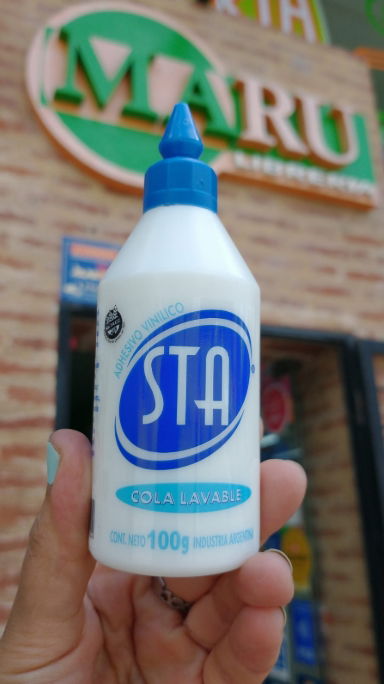 MARU
LIBRERIA
ADHESIVO VINILICO
STA
COLA LAVABLE
CONT. NETO 100g INDUSTRIA ARGENTINA